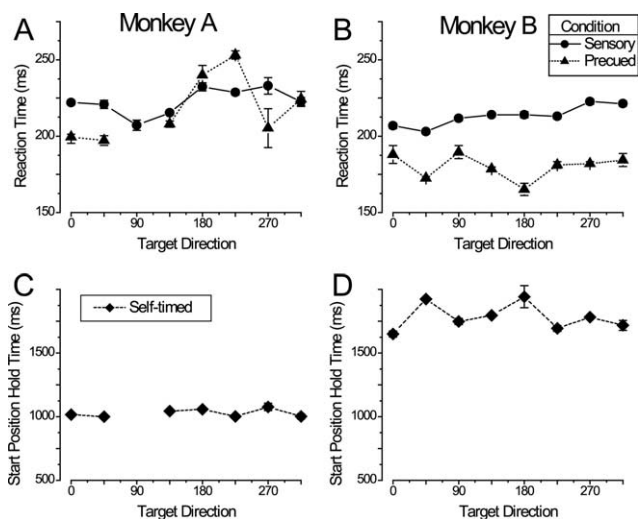 A
Monkey A
Reaction Time (ms)
250
200
150
0
90
180
270
Target Direction
B
Monkey B
Condition
Sensory
Precued
Reaction Time (ms)
250
200
150
0
90
180
270
Target Direction
C
Self-timed
Start Position Hold Time (ms)
1500
1000
500
0
90
180
270
Target Direction
D
Start Position Hold Time (ms)
1500
1000
500
0
90
180
270
Target Direction